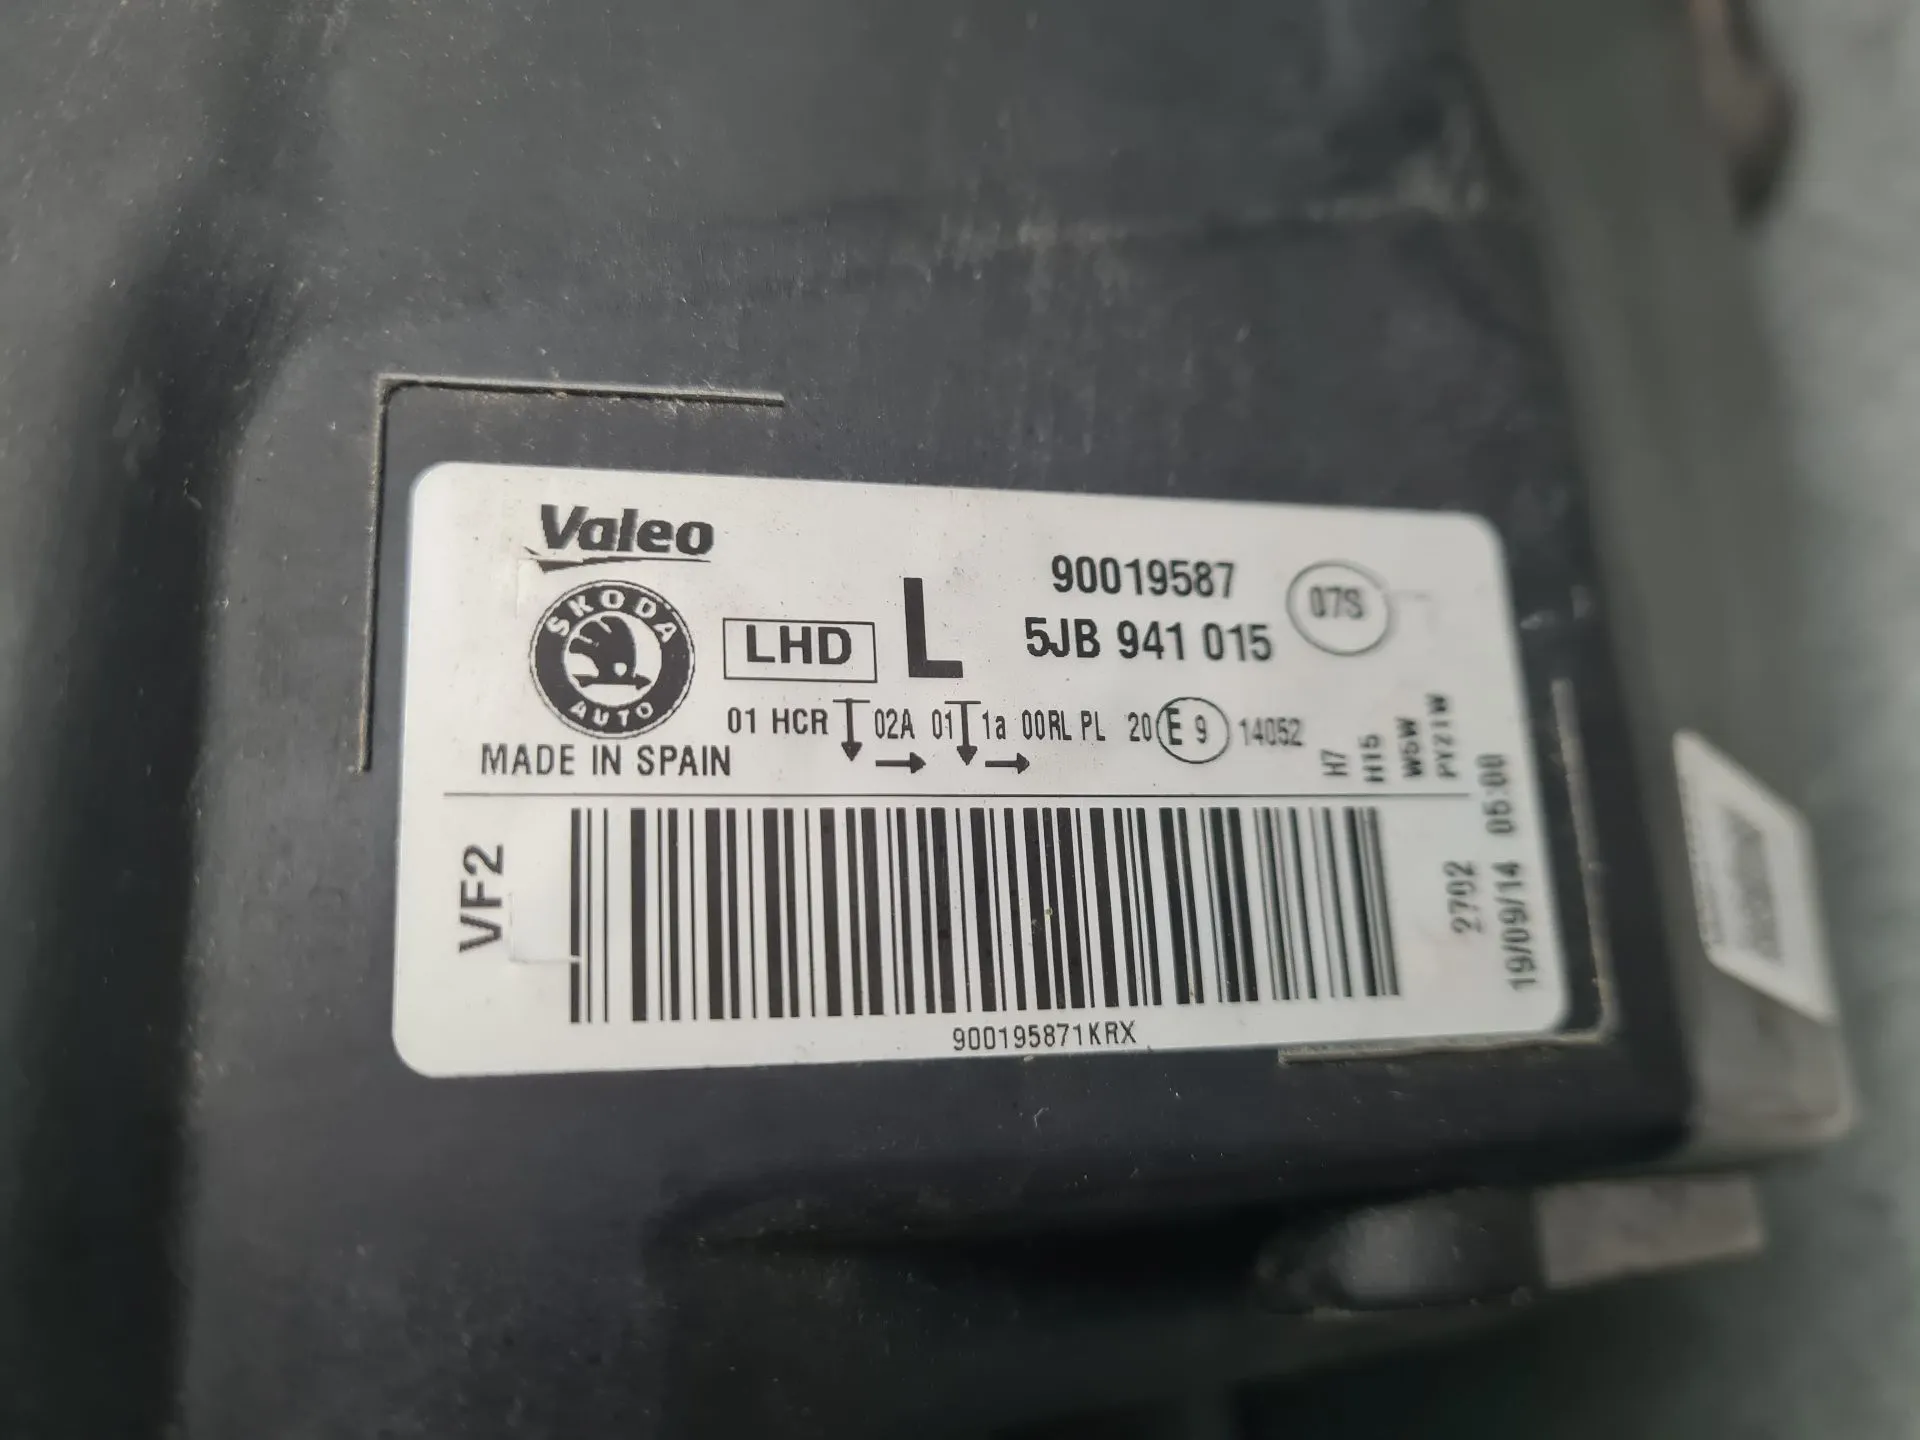 Valeo
SKODA
AUTO
LHD
L
90019587
5JB 941 015
07S
01 HCR 02A 01 1a 00RL PL 20 E 9 14052
MADE IN SPAIN
H7
H15
W5W
PY21W
VF2
2702
19/09/14 05:00
900195871KRX